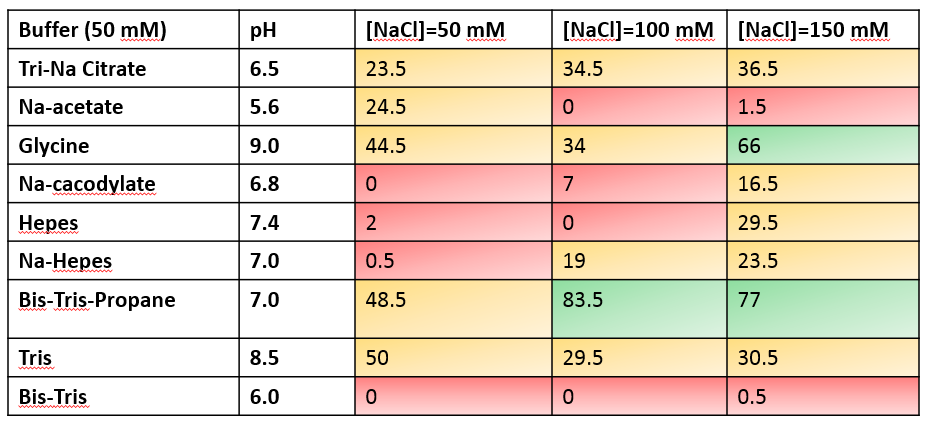 Buffer (50 mM) pH [NaCl]=50 mM [NaCl]=100 mM [NaCl]=150 mM
Tri-Na Citrate 6.5 23.5 34.5 36.5
Na-acetate 5.6 24.5 0 1.5
Glycine 9.0 44.5 34 66
Na-cacodylate 6.8 0 7 16.5
Hepes 7.4 2 0 29.5
Na-Hepes 7.0 0.5 19 23.5
Bis-Tris-Propane 7.0 48.5 83.5 77
Tris 8.5 50 29.5 30.5
Bis-Tris 6.0 0 0 0.5